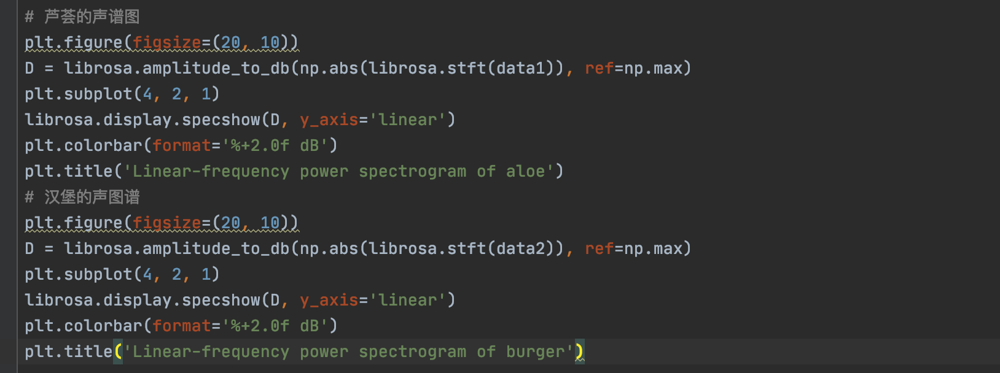 # 芦荟的声谱图
plt.figure(figsize=(20, 10))
D = librosa.amplitude_to_db(np.abs(librosa.stft(data1)), ref=np.max)
plt.subplot(4, 2, 1)
librosa.display.specshow(D, y_axis='linear')
plt.colorbar(format='%+2.0f dB')
plt.title('Linear-frequency power spectrogram of aloe')
# 汉堡的声图谱
plt.figure(figsize=(20, 10))
D = librosa.amplitude_to_db(np.abs(librosa.stft(data2)), ref=np.max)
plt.subplot(4, 2, 1)
librosa.display.specshow(D, y_axis='linear')
plt.colorbar(format='%+2.0f dB')
plt.title('Linear-frequency power spectrogram of burger')